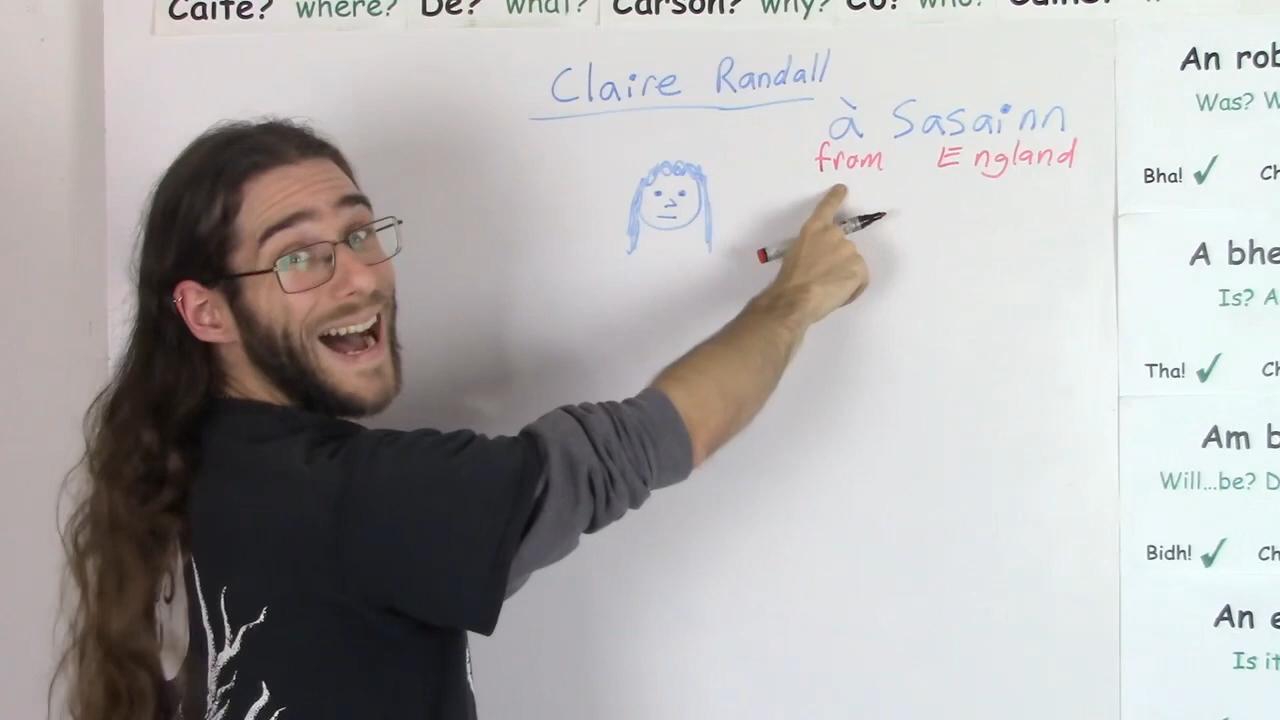 Càite? where? Dè? what? Carson? why? Cò? who?
Claire Randall
à Sasainn
from England
An rob
Was? W
Bha! ✓ Ch
A bhe
Is? A
Tha! ✓ Ch
Am b
Will...be? D
Bidh! ✓ Ch
An e
Is it